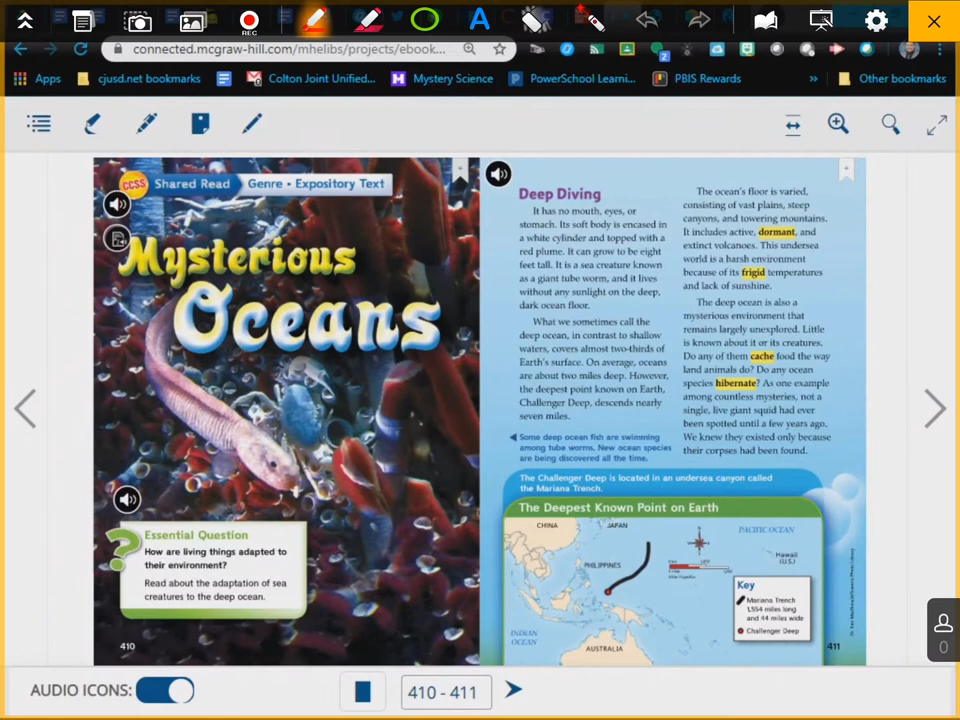 REC
connected.mcgraw-hill.com/mhelibs/projects/ebook...
2
Apps
cjusd.net bookmarks
Colton Joint Unified...
Mystery Science
PowerSchool Learni...
PBIS Rewards
»
Other bookmarks
CCSS
Shared Read
Genre • Expository Text
Mysterious
Oceans
?
Essential Question
How are living things adapted to
their environment?
Read about the adaptation of sea
creatures to the deep ocean.
410
Deep Diving
It has no mouth, eyes, or
stomach. Its soft body is encased in
a white cylinder and topped with a
red plume. It can grow to be eight
feet tall. It is a sea creature known
as a giant tube worm, and it lives
without any sunlight on the deep,
dark ocean floor.
What we sometimes call the
deep ocean, in contrast to shallow
waters, covers almost two-thirds of
Earth's surface. On average, oceans
are about two miles deep. However,
the deepest point known on Earth,
Challenger Deep, descends nearly
seven miles.
Some deep ocean fish are swimming
among tube worms. New ocean species
are being discovered all the time.
The ocean's floor is varied,
consisting of vast plains, steep
canyons, and towering mountains.
It includes active, dormant, and
extinct volcanoes. This undersea
world is a harsh environment
because of its frigid temperatures
and lack of sunshine.
The deep ocean is also a
mysterious environment that
remains largely unexplored. Little
is known about it or its creatures.
Do any of them cache food the way
land animals do? Do any ocean
species hibernate? As one example
among countless mysteries, not a
single, live giant squid had ever
been spotted until a few years ago.
We knew they existed only because
their corpses had been found.
The Challenger Deep is located in an undersea canyon called
the Mariana Trench.
The Deepest Known Point on Earth
CHINA
JAPAN
PACIFIC OCEAN
PHILIPPINES
Hawaii
(U.S.)
INDIAN
OCEAN
AUSTRALIA
Key
Mariana Trench
1,554 miles long
and 44 miles wide
Challenger Deep
411
AUDIO ICONS:
410 - 411
0